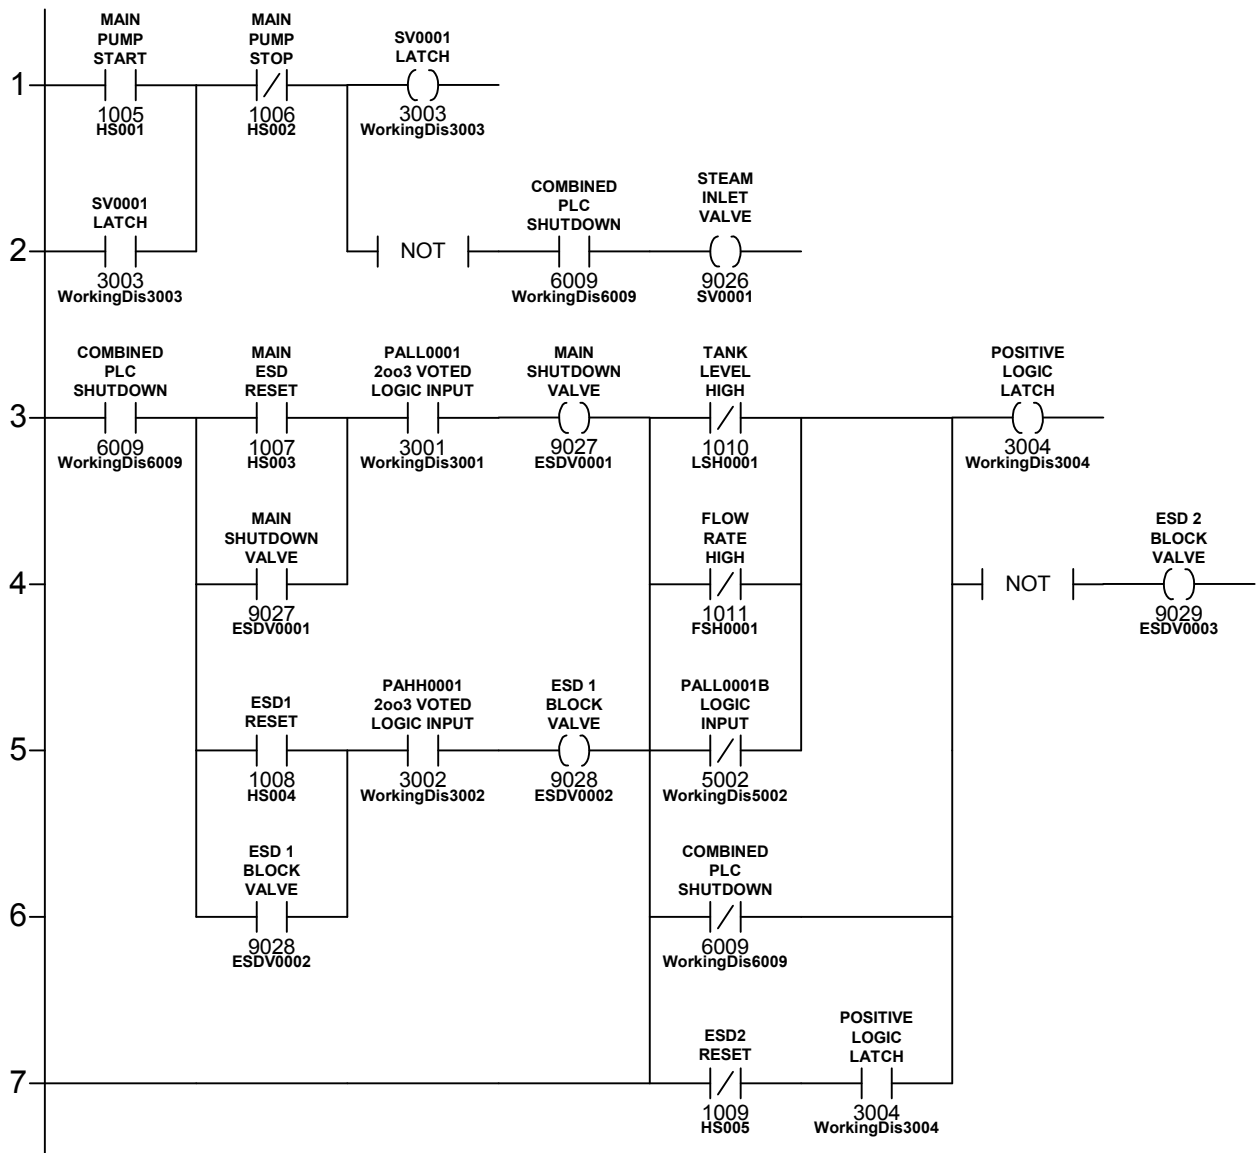 MAIN
PUMP
START
MAIN
PUMP
STOP
SV0001
LATCH
1
1005
HS001
1006
HS002
3003
WorkingDis3003
SV0001
LATCH
COMBINED
PLC
SHUTDOWN
STEAM
INLET
VALVE
2
NOT
3003
WorkingDis3003
6009
WorkingDis6009
9026
SV0001
COMBINED
PLC
SHUTDOWN
MAIN
ESD
RESET
PALL0001
2oo3 VOTED
LOGIC INPUT
MAIN
SHUTDOWN
VALVE
TANK
LEVEL
HIGH
POSITIVE
LOGIC
LATCH
3
6009
WorkingDis6009
1007
HS003
3001
WorkingDis3001
9027
ESDV0001
1010
LSH0001
3004
WorkingDis3004
MAIN
SHUTDOWN
VALVE
FLOW
RATE
HIGH
ESD 2
BLOCK
VALVE
4
NOT
9027
ESDV0001
1011
FSH0001
9029
ESDV0003
ESD1
RESET
PAHH0001
2oo3 VOTED
LOGIC INPUT
ESD 1
BLOCK
VALVE
PALL0001B
LOGIC
INPUT
5
1008
HS004
3002
WorkingDis3002
9028
ESDV0002
5002
WorkingDis5002
ESD 1
BLOCK
VALVE
COMBINED
PLC
SHUTDOWN
6
9028
ESDV0002
6009
WorkingDis6009
ESD2
RESET
POSITIVE
LOGIC
LATCH
7
1009
HS005
3004
WorkingDis3004